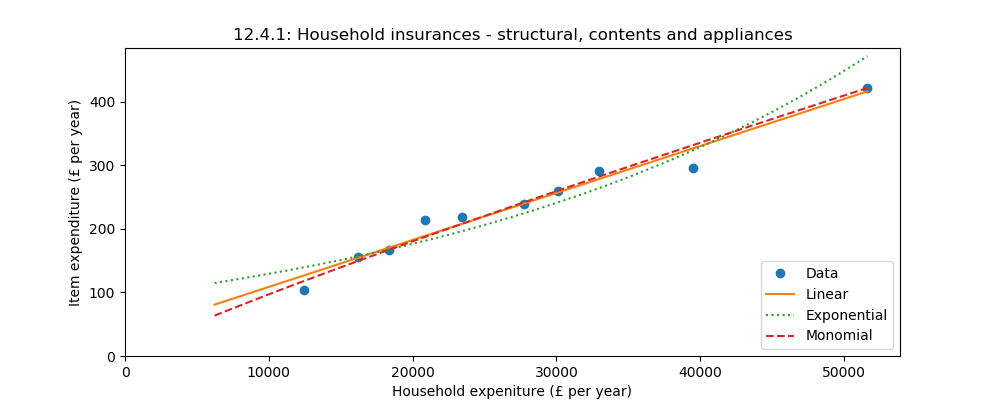 12.4.1: Household insurances - structural, contents and appliances
Item expenditure (£ per year)
400
300
200
100
0
0 10000 20000 30000 40000 50000
Household expeniture (£ per year)
Data
Linear
Exponential
Monomial